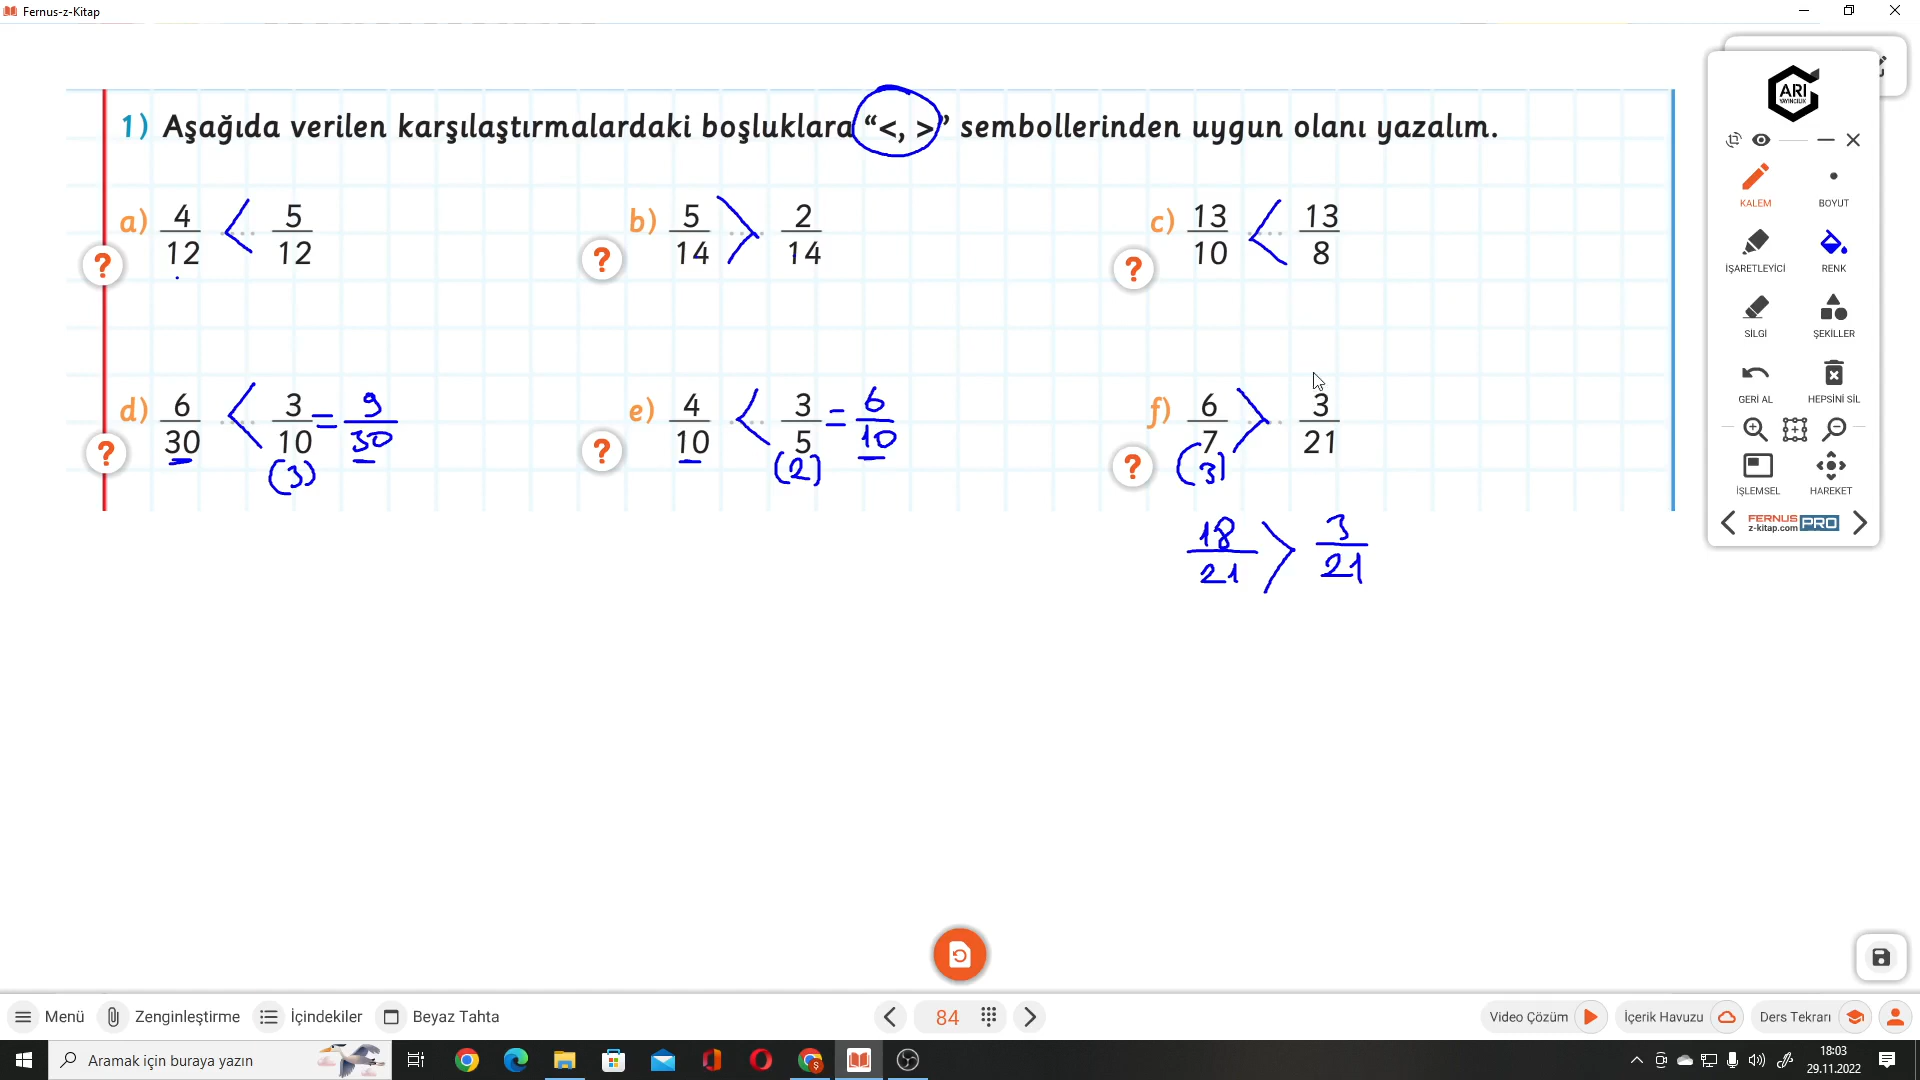 Fernus-z-Kitap
1) Aşağıda verilen karşılaştırmalardaki boşluklara “<, >” sembollerinden uygun olanı yazalım.
a) 4/12 < 5/12
b) 5/14 > 2/14
c) 13/10 < 13/8
? ? ?
d) 6/30 < 3/10 = 9/30
(3)
e) 4/10 < 3/5 = 6/10
(2)
f) 6/7 > 3/21
(3)
? ? ?
18/21 > 3/21
ARI
YAYINCILIK
KALEM BOYUT
İŞARETLEYİCİ RENK
SİLGİ ŞEKİLLER
GERİ AL HEPSİNİ SİL
İŞLEMSEL HAREKET
FERNUS
z-kitap.com PRO
Menü Zenginleştirme İçindekiler Beyaz Tahta 84 Video Çözüm İçerik Havuzu Ders Tekrarı
Aramak için buraya yazın
18:03
29.11.2022